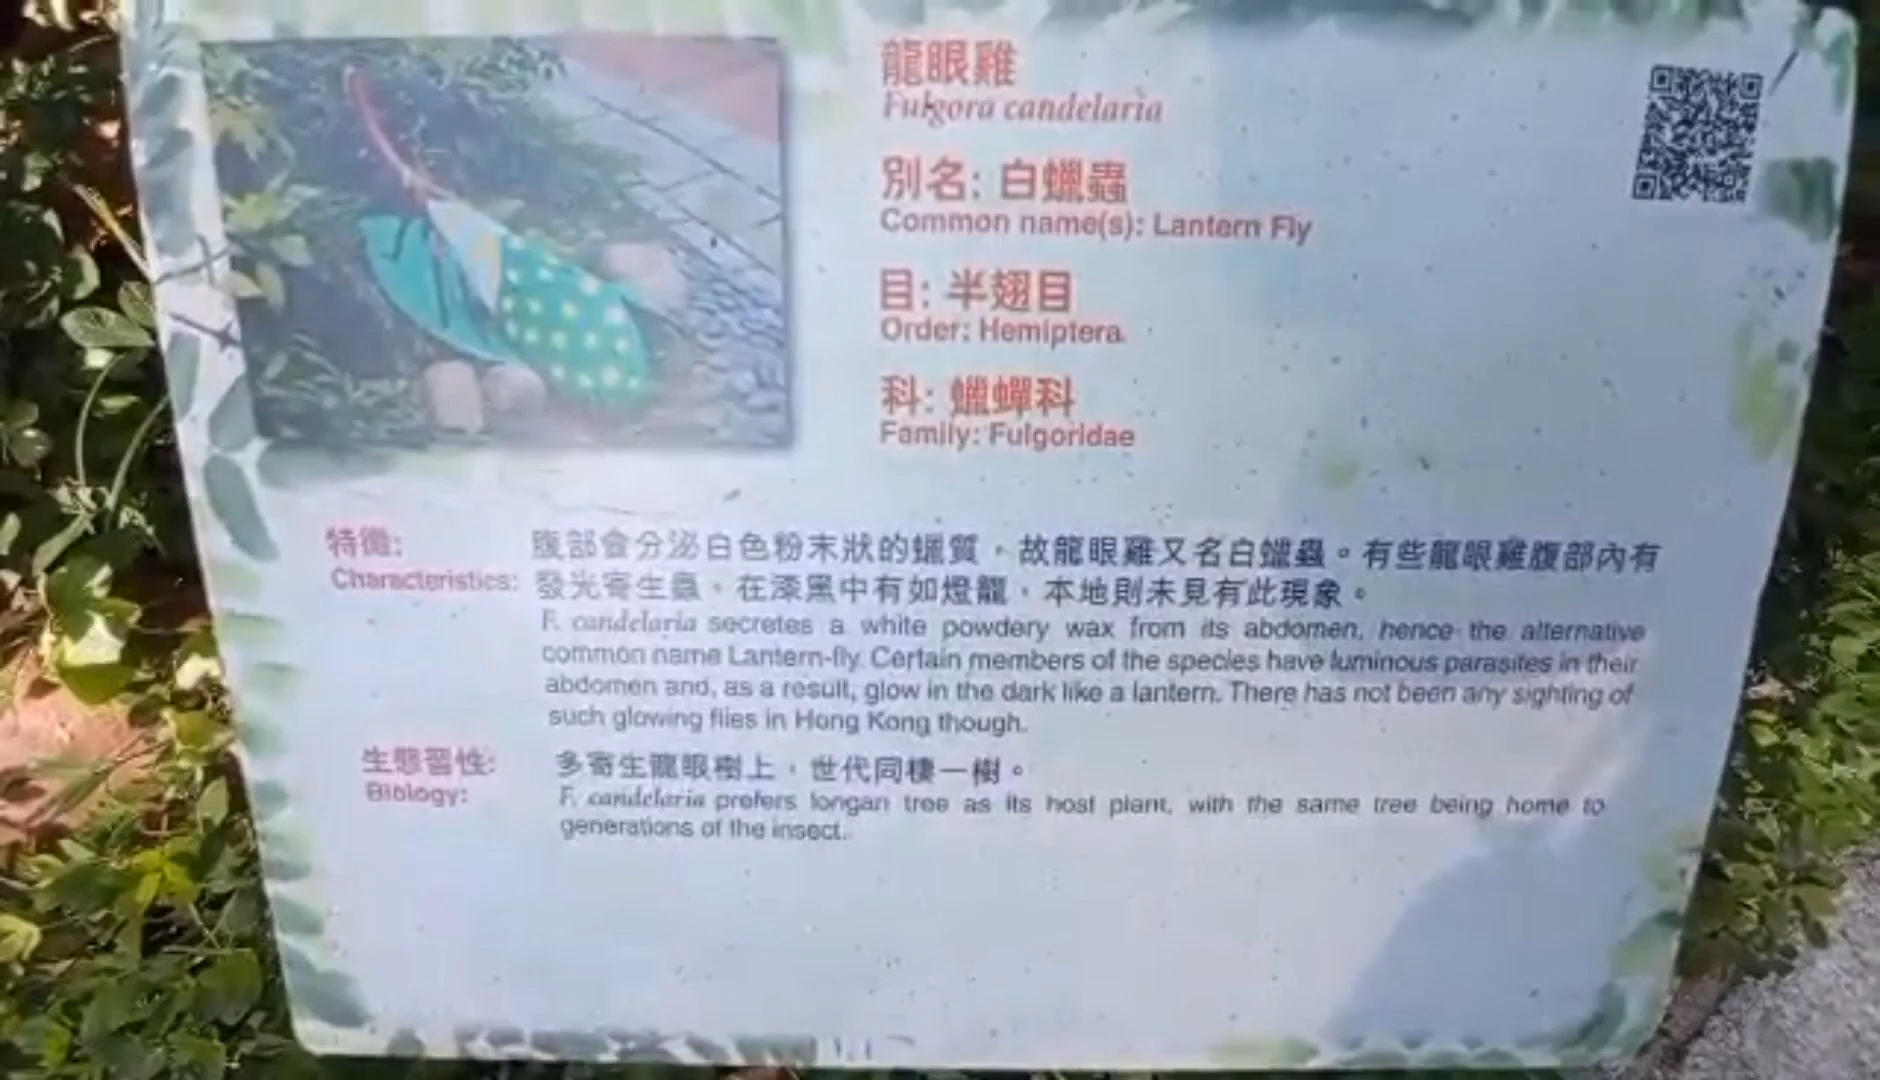 龍眼雞
Fulgora candelaria
別名: 白蠟蟲
Common name(s): Lantern Fly
目: 半翅目
Order: Hemiptera
科: 蠟蟬科
Family: Fulgoridae
特徵: 腹部會分泌白色粉末狀的蠟質，故龍眼雞又名白蠟蟲。有些龍眼雞腹部內有
Characteristics: 發光寄生蟲，在漆黑中有如燈籠，本地則未見有此現象。
F. candelaria secretes a white powdery wax from its abdomen, hence the alternative
common name Lantern-fly. Certain members of the species have luminous parasites in their
abdomen and, as a result, glow in the dark like a lantern. There has not been any sighting of
such glowing flies in Hong Kong though.
生態習性: 多寄生龍眼樹上，世代同棲一樹。
Biology: F. candelaria prefers longan tree as its host plant, with the same tree being home to
generations of the insect.